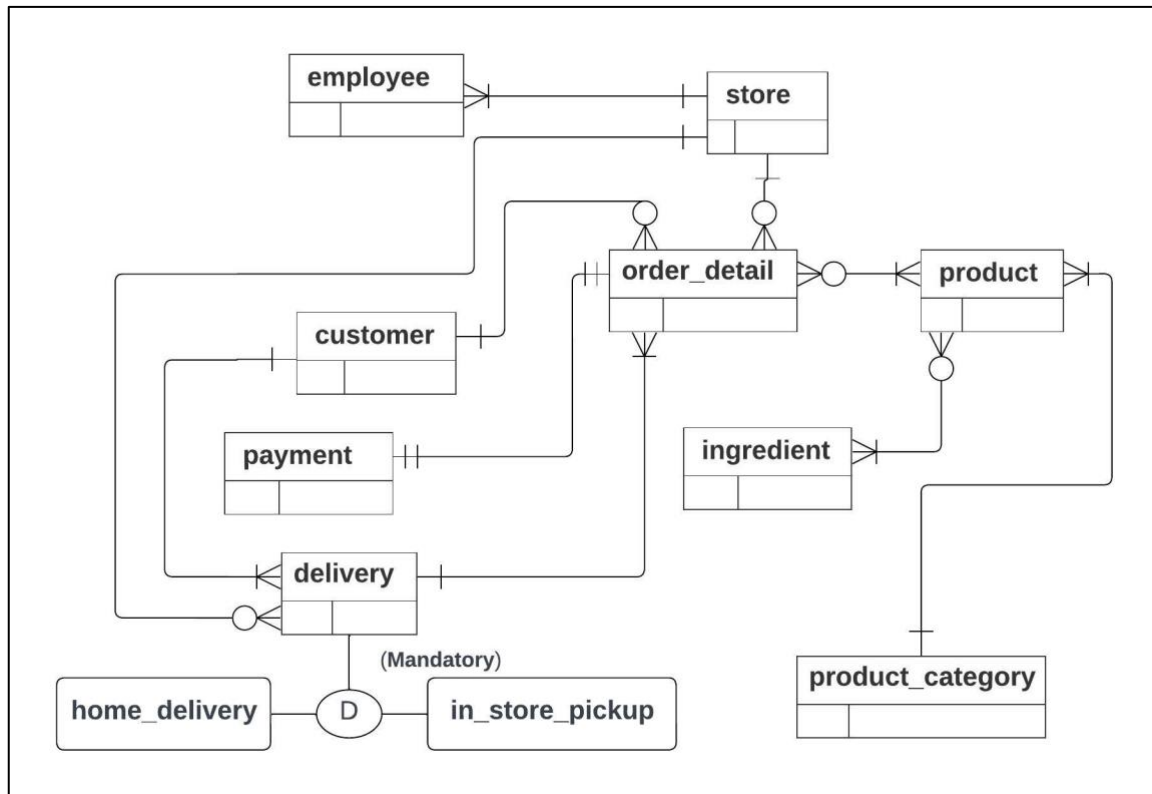 employee
store
order_detail
product
customer
payment
ingredient
delivery
(Mandatory)
home_delivery
D
in_store_pickup
product_category